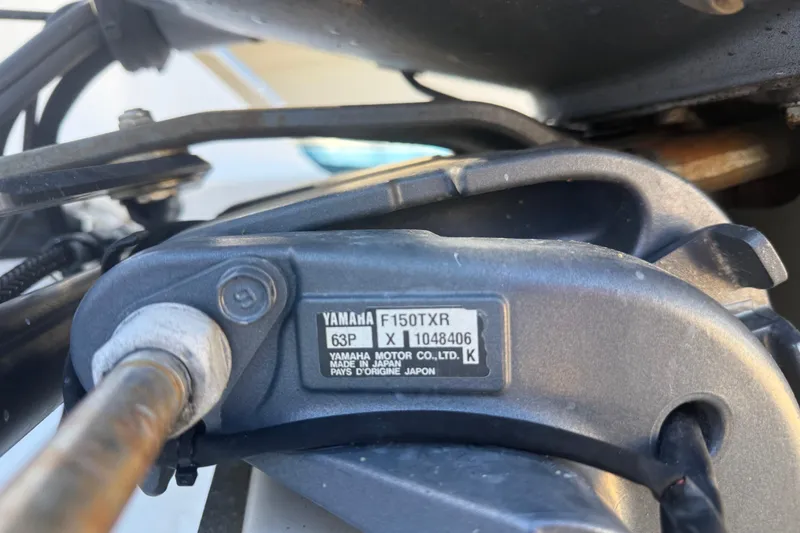 YAMAHA F150TXR
63P X 1048406
YAMAHA MOTOR CO., LTD. K
MADE IN JAPAN
PAYS D'ORIGINE JAPON